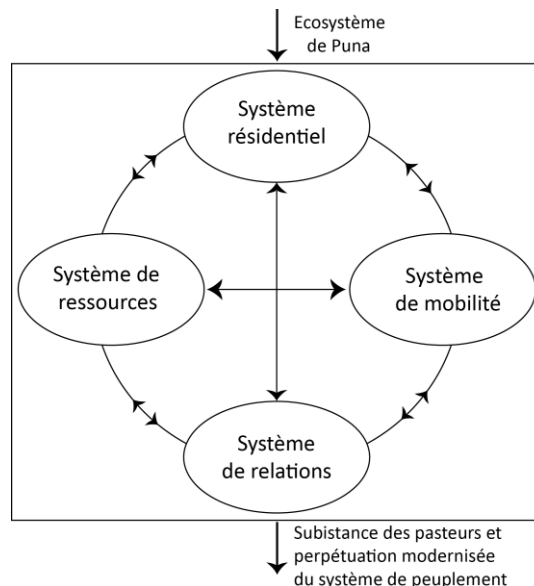 Ecosystème
de Puna
Système
résidentiel
Système de
ressources
Système
de mobilité
Système
de relations
Subistance des pasteurs et
perpétuation modernisée
du système de peuplement